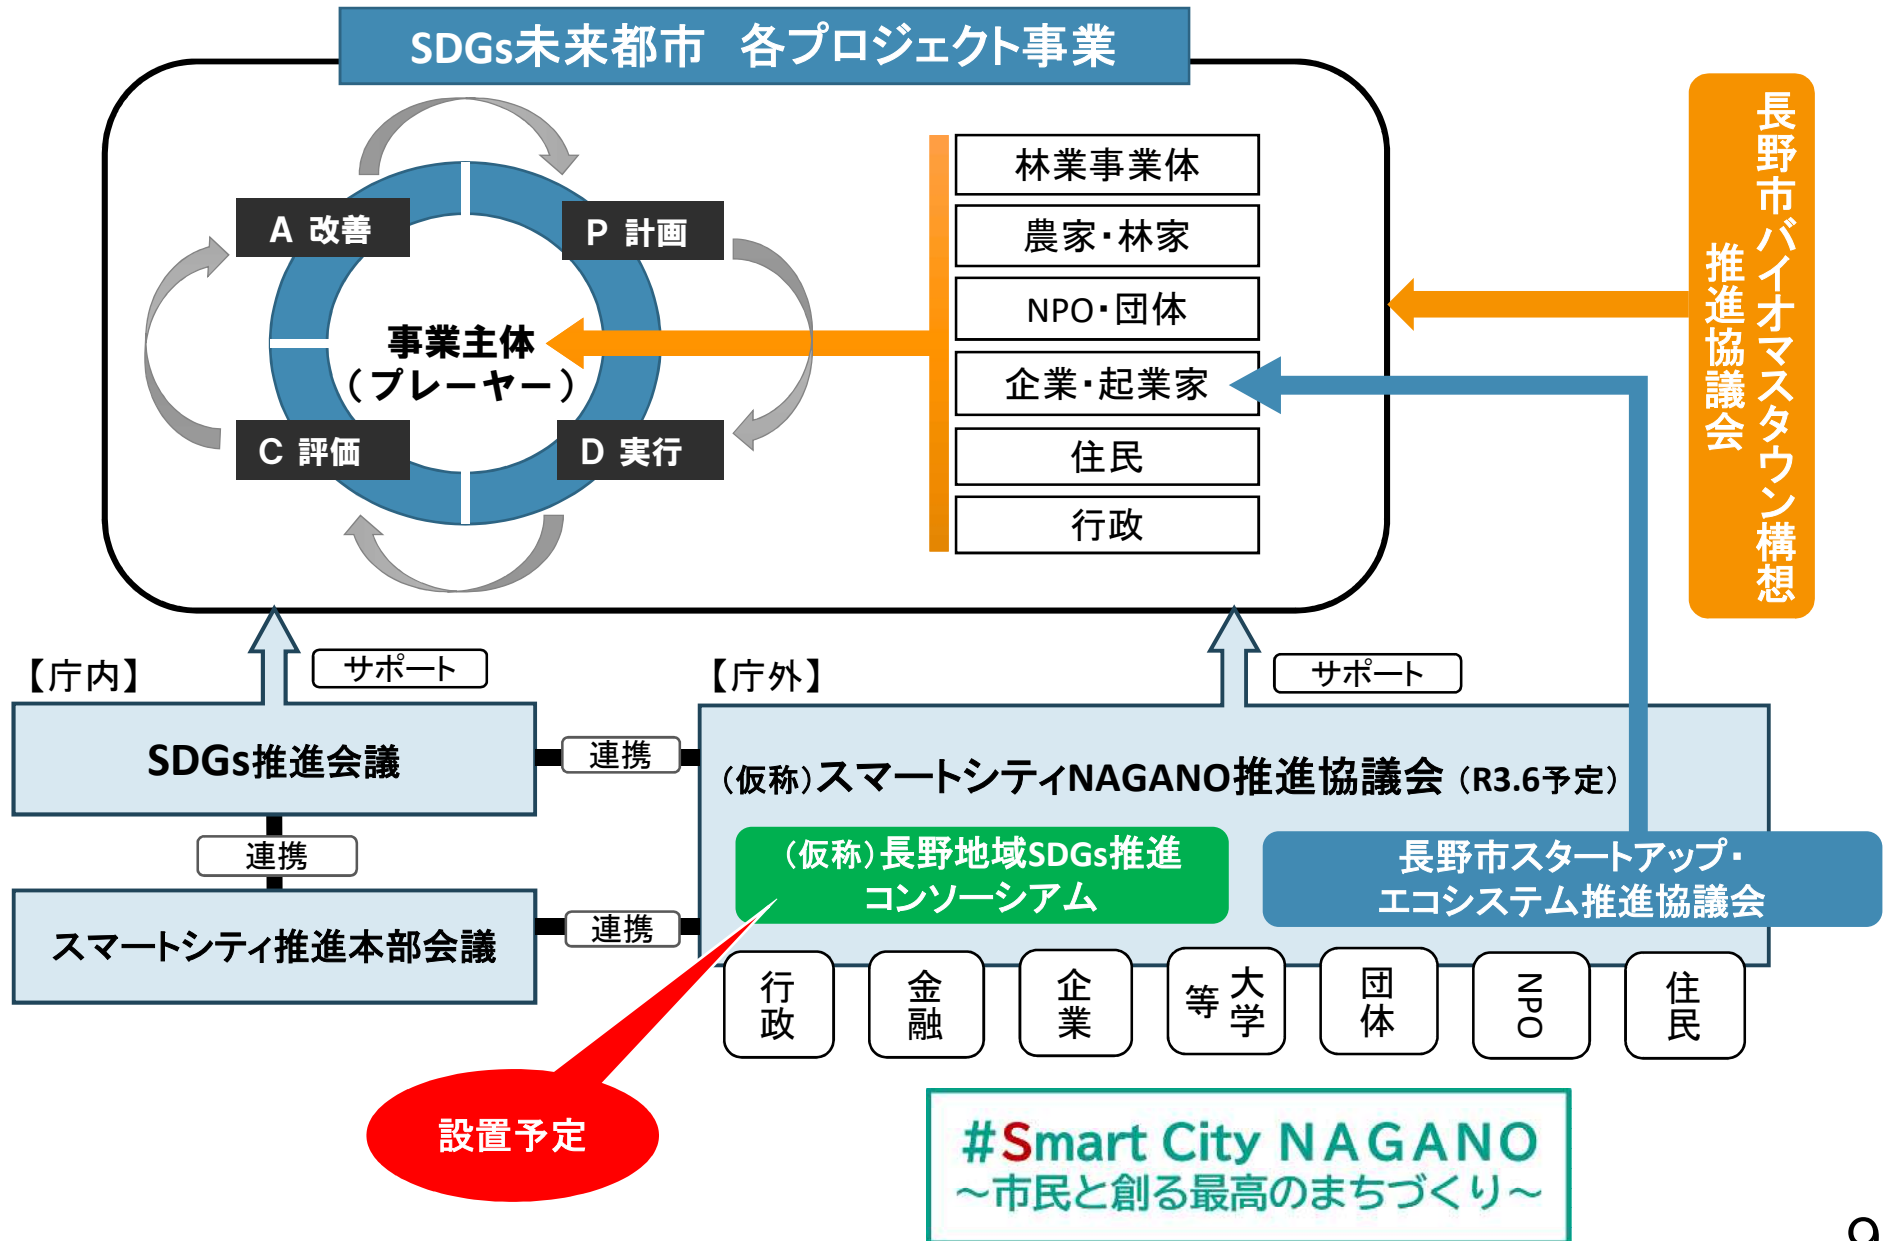 SDGs未来都市　各プロジェクト事業
A 改善
P 計画
事業主体
（プレーヤー）
C 評価
D 実行
林業事業体
農家・林家
NPO・団体
企業・起業家
住民
行政
長野市バイオマスタウン構想
推進協議会
【庁内】
サポート
【庁外】
サポート
SDGs推進会議
連携
（仮称）スマートシティNAGANO推進協議会（R3.6予定）
連携
（仮称）長野地域SDGs推進
コンソーシアム
長野市スタートアップ・
エコシステム推進協議会
スマートシティ推進本部会議
連携
行政
金融
企業
大学
等
団体
NPO
住民
設置予定
#Smart City NAGANO
～市民と創る最高のまちづくり～